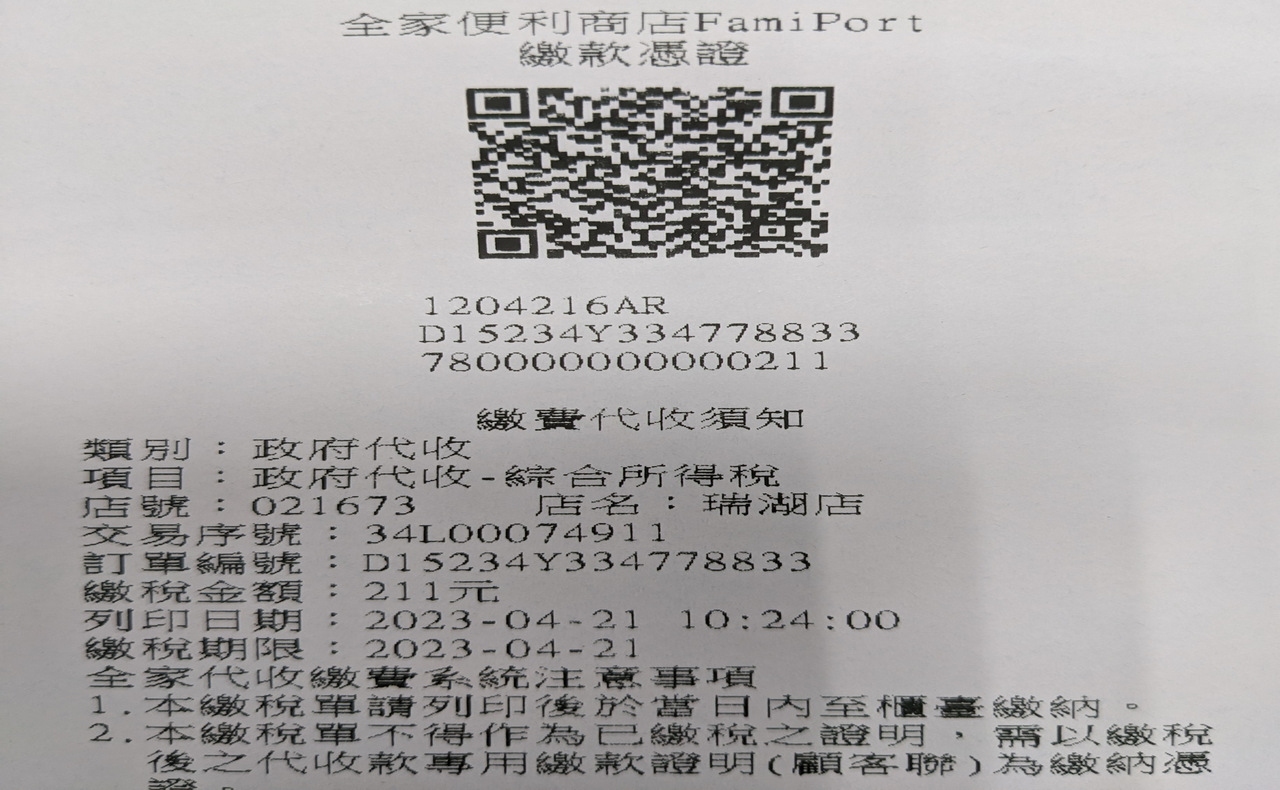 全家便利商店FamiPort
繳款憑證
1204216AR
D15234Y334778833
7800000000000211
繳費代收須知
類別：政府代收
項目：政府代收-綜合所得稅
店號：021673 店名：瑞湖店
交易序號：34L00074911
訂單編號：D15234Y334778833
繳稅金額：211元
列印日期：2023-04-21 10:24:00
繳稅期限：2023-04-21
全家代收繳費系統注意事項
1.本繳稅單請列印後於當日內至櫃臺繳納。
2.本繳稅單不得作為已繳稅之證明，需以繳稅
後之代收款專用繳款證明(顧客聯)為繳納憑
證。